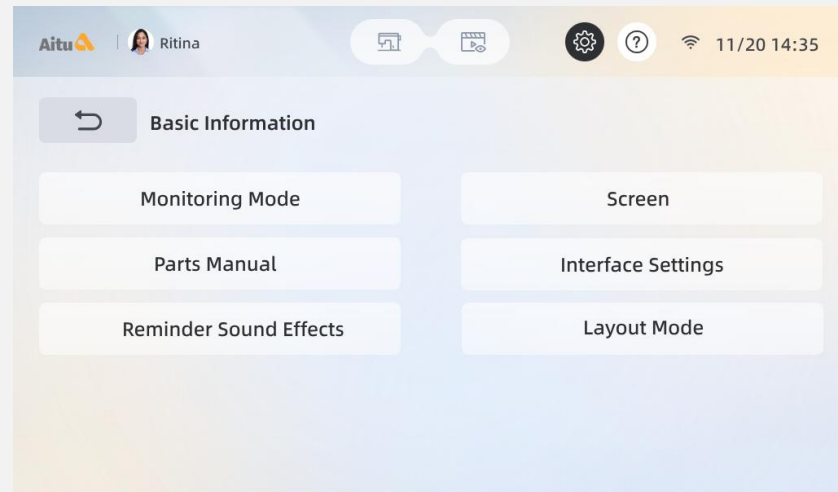 Aitu
Ritina
11/20 14:35
Basic Information
Monitoring Mode
Screen
Parts Manual
Interface Settings
Reminder Sound Effects
Layout Mode